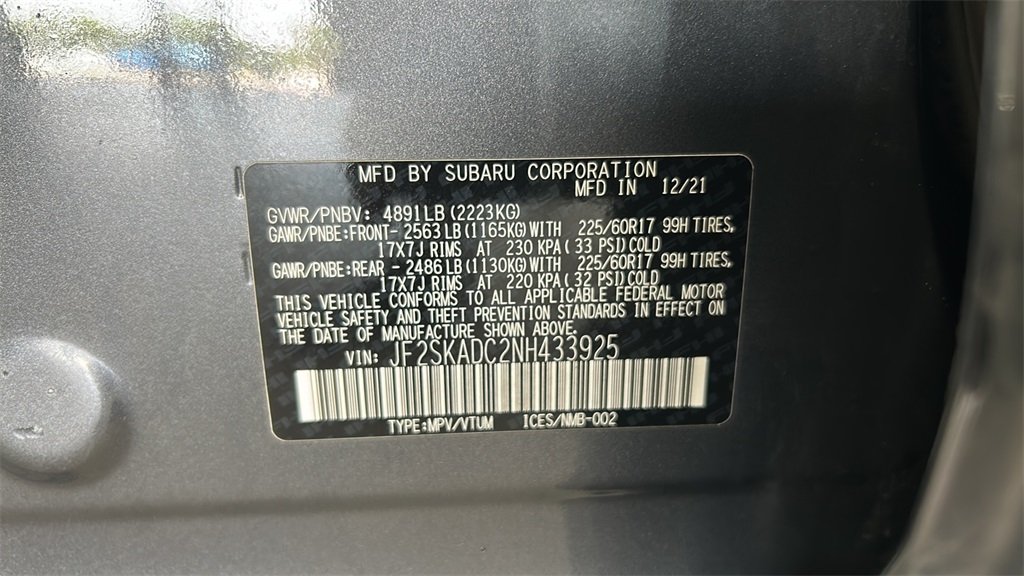 MFD BY SUBARU CORPORATION
MFD IN 12/21
GVWR/PNBV: 4891LB(2223KG)
GAWR/PNBE:FRONT- 2563LB(1165KG)WITH 225/60R17 99H TIRES,
17X7J RIMS AT 230 KPA( 33 PSI)COLD
GAWR/PNBE:REAR - 2486LB(1130KG)WITH 225/60R17 99H TIRES,
17X7J RIMS AT 220 KPA( 32 PSI)COLD
THIS VEHICLE CONFORMS TO ALL APPLICABLE FEDERAL MOTOR
VEHICLE SAFETY AND THEFT PREVENTION STANDARDS IN EFFECT ON
THE DATE OF MANUFACTURE SHOWN ABOVE.
VIN: JF2SKADC2NH433925
TYPE:MPV/VTUM ICES/NMB-002